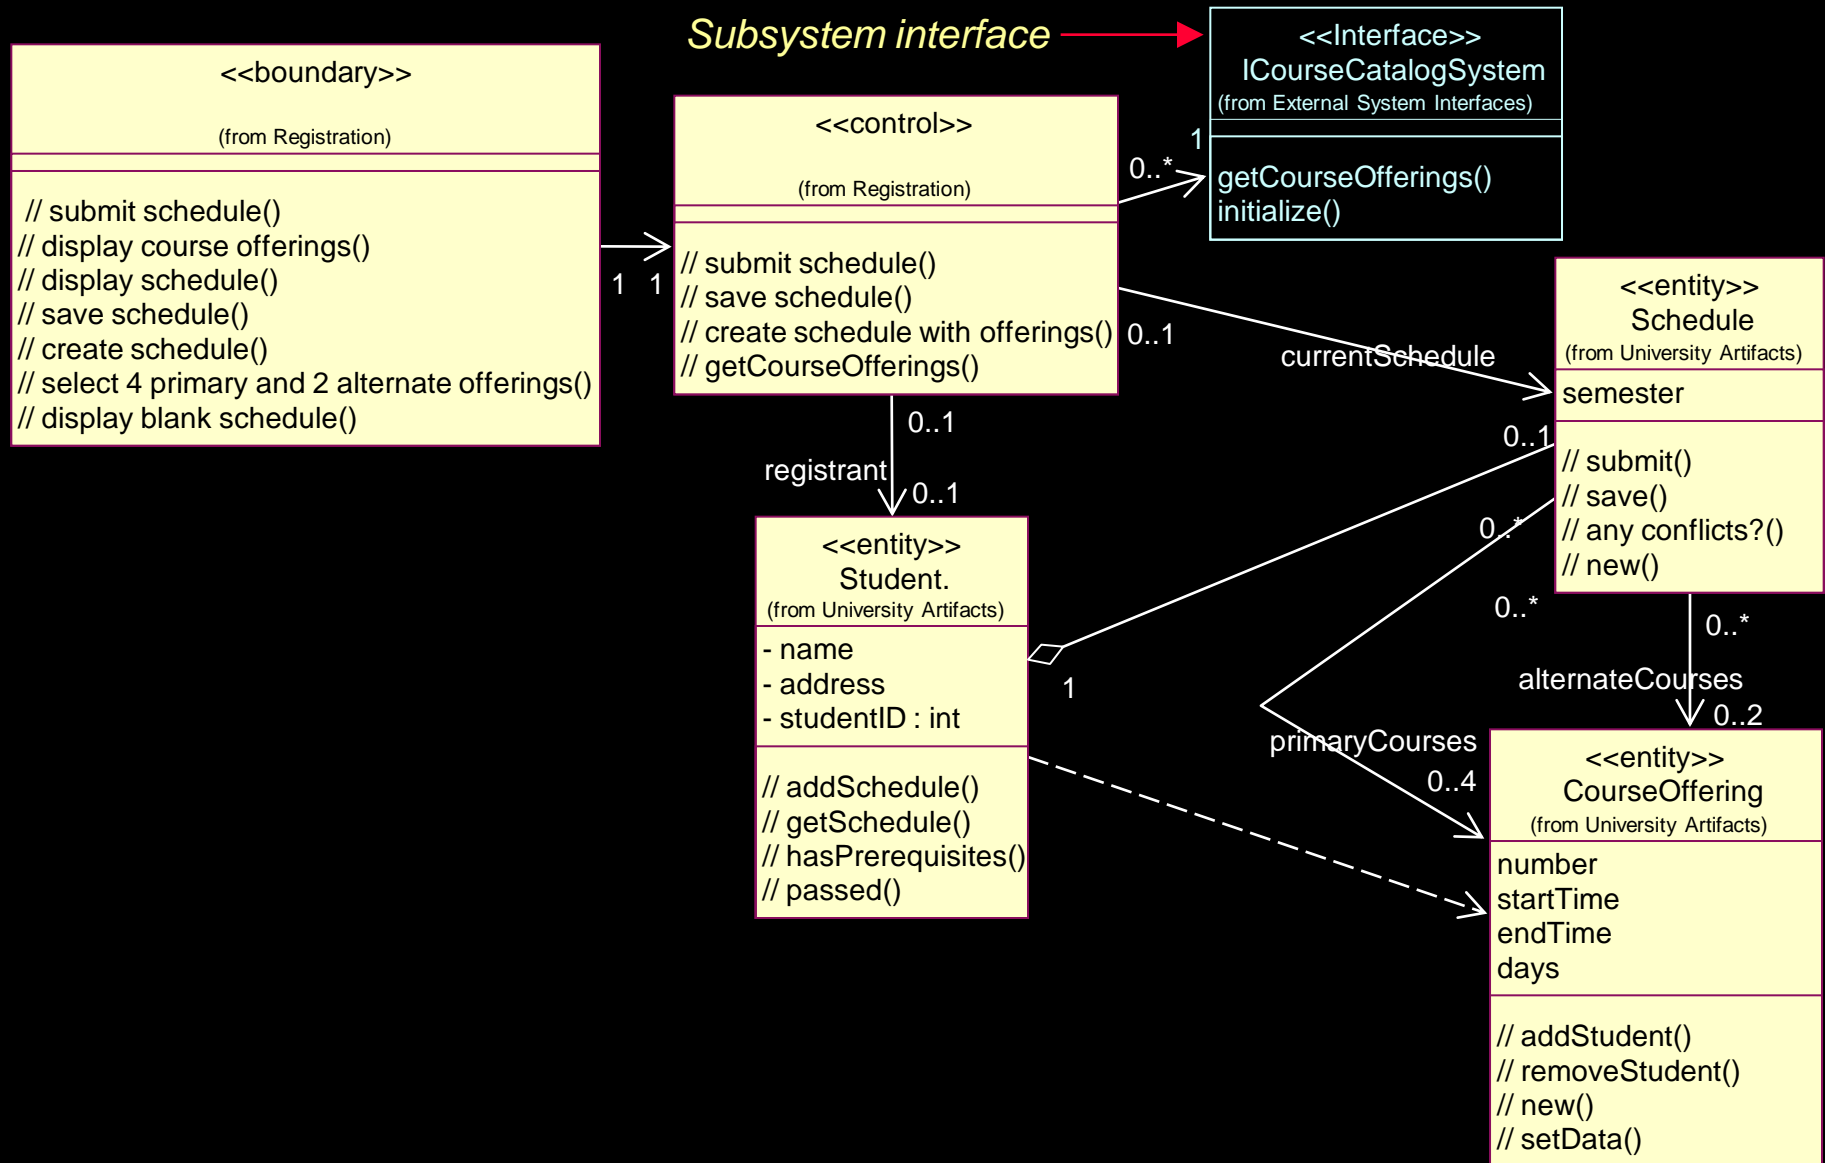 Subsystem interface
<<boundary>>
(from Registration)
// submit schedule()
// display course offerings()
// display schedule()
// save schedule()
// create schedule()
// select 4 primary and 2 alternate offerings()
// display blank schedule()
1
1
<<control>>
(from Registration)
// submit schedule()
// save schedule()
// create schedule with offerings()
// getCourseOfferings()
0..*
1
<<Interface>>
ICourseCatalogSystem
(from External System Interfaces)
getCourseOfferings()
initialize()
0..1
currentSchedule
<<entity>>
Schedule
(from University Artifacts)
semester
// submit()
// save()
// any conflicts?()
// new()
0..1
0..*
0..*
0..*
0..1
registrant
0..1
<<entity>>
Student.
(from University Artifacts)
- name
- address
- studentID : int
// addSchedule()
// getSchedule()
// hasPrerequisites()
// passed()
1
primaryCourses
0..4
alternateCourses
0..2
<<entity>>
CourseOffering
(from University Artifacts)
number
startTime
endTime
days
// addStudent()
// removeStudent()
// new()
// setData()